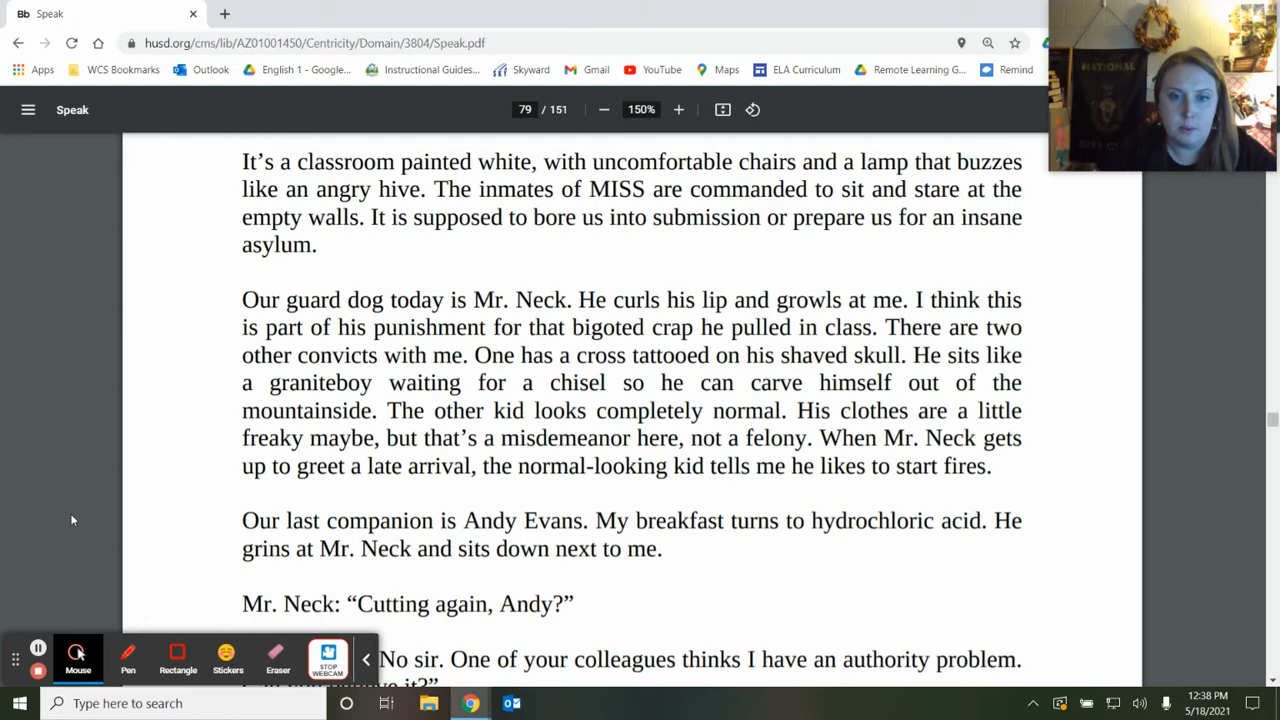 Bb Speak
husd.org/cms/lib/AZ01001450/Centricity/Domain/3804/Speak.pdf
Apps WCS Bookmarks Outlook English 1 - Google... Instructional Guides... Skyward Gmail YouTube Maps ELA Curriculum Remote Learning G... Remind
Speak 79 / 151 150%
NATIONAL
It's a classroom painted white, with uncomfortable chairs and a lamp that buzzes
like an angry hive. The inmates of MISS are commanded to sit and stare at the
empty walls. It is supposed to bore us into submission or prepare us for an insane
asylum.
Our guard dog today is Mr. Neck. He curls his lip and growls at me. I think this
is part of his punishment for that bigoted crap he pulled in class. There are two
other convicts with me. One has a cross tattooed on his shaved skull. He sits like
a graniteboy waiting for a chisel so he can carve himself out of the
mountainside. The other kid looks completely normal. His clothes are a little
freaky maybe, but that's a misdemeanor here, not a felony. When Mr. Neck gets
up to greet a late arrival, the normal-looking kid tells me he likes to start fires.
Our last companion is Andy Evans. My breakfast turns to hydrochloric acid. He
grins at Mr. Neck and sits down next to me.
Mr. Neck: “Cutting again, Andy?”
No sir. One of your colleagues thinks I have an authority problem.
Mouse Pen Rectangle Stickers Eraser STOP WEBCAM
Type here to search
12:38 PM
5/18/2021